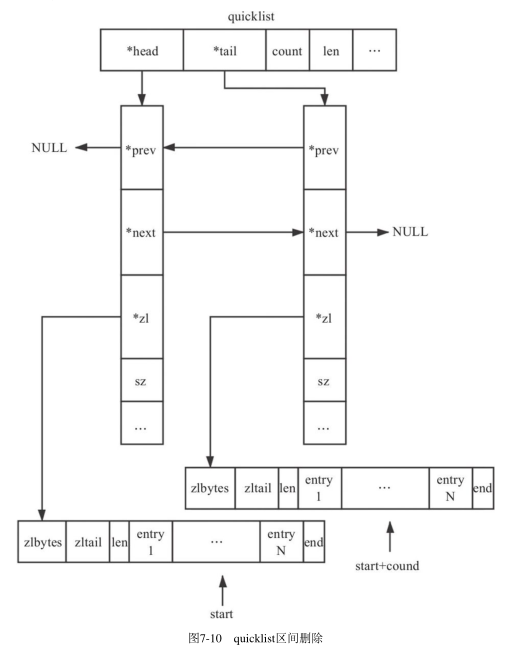 quicklist
*head *tail count len …
NULL *prev *prev
*next *next NULL
*zl *zl
sz sz
… …
zlbytes zltail len entry 1 … entry N end
zlbytes zltail len entry 1 … entry N end
start+cound
start
图7-10 quicklist区间删除